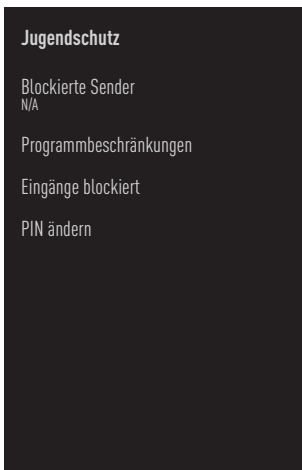 Jugendschutz
Blockierte Sender
N/A
Programmbeschränkungen
Eingänge blockiert
PIN ändern